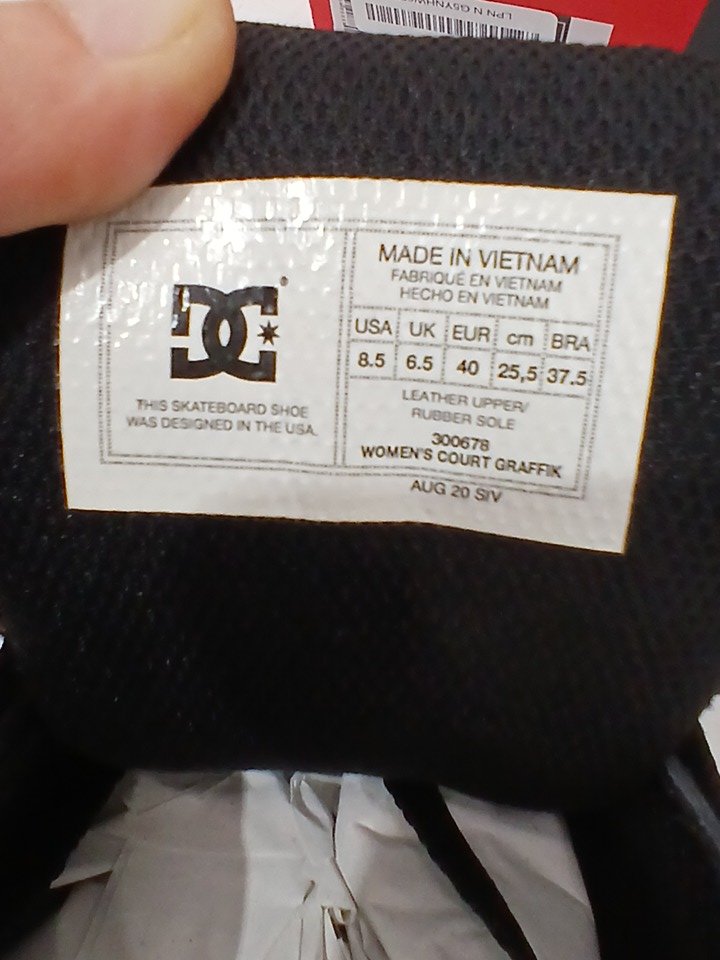 LPN N G5YNHW
DC
THIS SKATEBOARD SHOE
WAS DESIGNED IN THE USA.
MADE IN VIETNAM
FABRIQUÉ EN VIETNAM
HECHO EN VIETNAM
USA UK EUR cm BRA
8.5 6.5 40 25,5 37.5
LEATHER UPPER/
RUBBER SOLE
300678
WOMEN'S COURT GRAFFIK
AUG 20 SIV